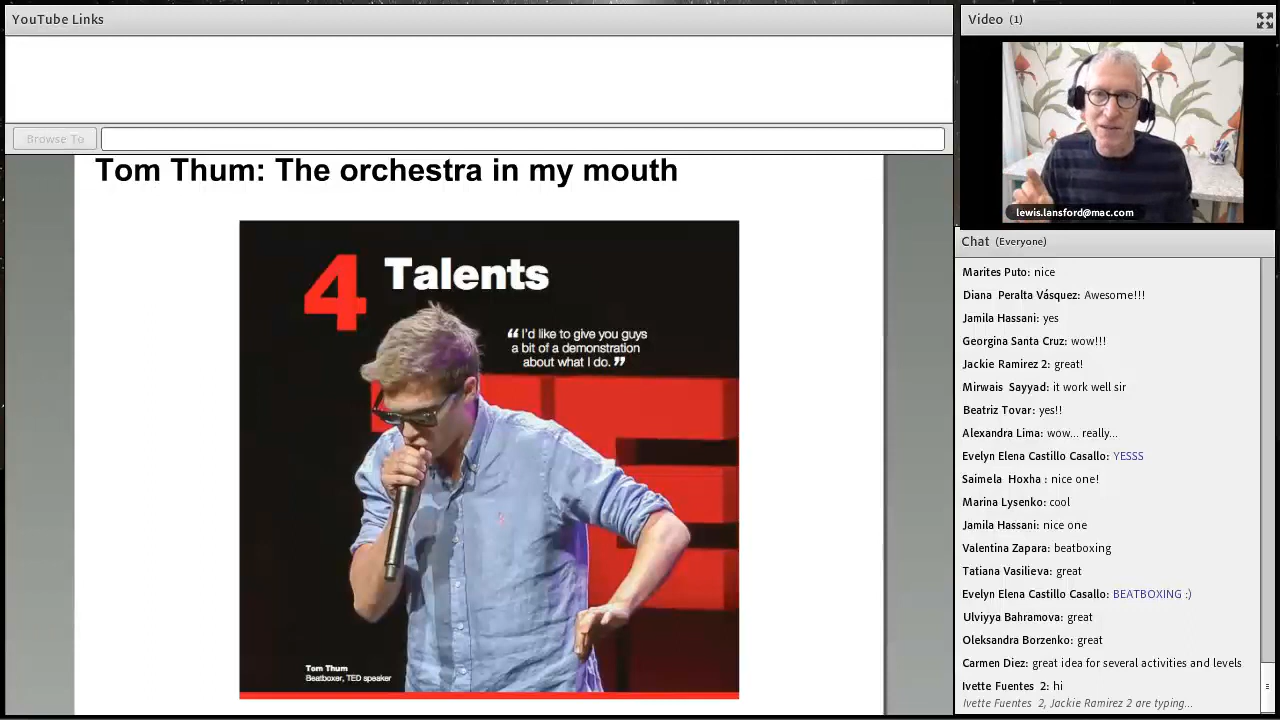 YouTube Links
Browse To
Tom Thum: The orchestra in my mouth
4 Talents
“I'd like to give you guys
a bit of a demonstration
about what I do.”
Tom Thum
Beatboxer, TED speaker
Video (1)
lewis.lansford@mac.com
Chat (Everyone)
Marites Puto: nice
Diana Peralta Vásquez: Awesome!!!
Jamila Hassani: yes
Georgina Santa Cruz: wow!!!
Jackie Ramirez 2: great!
Mirwais Sayyad: it work well sir
Beatriz Tovar: yes!!
Alexandra Lima: wow... really...
Evelyn Elena Castillo Casallo: YESSS
Saimela Hoxha : nice one!
Marina Lysenko: cool
Jamila Hassani: nice one
Valentina Zapara: beatboxing
Tatiana Vasilieva: great
Evelyn Elena Castillo Casallo: BEATBOXING :)
Ulviyya Bahramova: great
Oleksandra Borzenko: great
Carmen Diez: great idea for several activities and levels
Ivette Fuentes 2: hi
Ivette Fuentes 2, Jackie Ramirez 2 are typing...